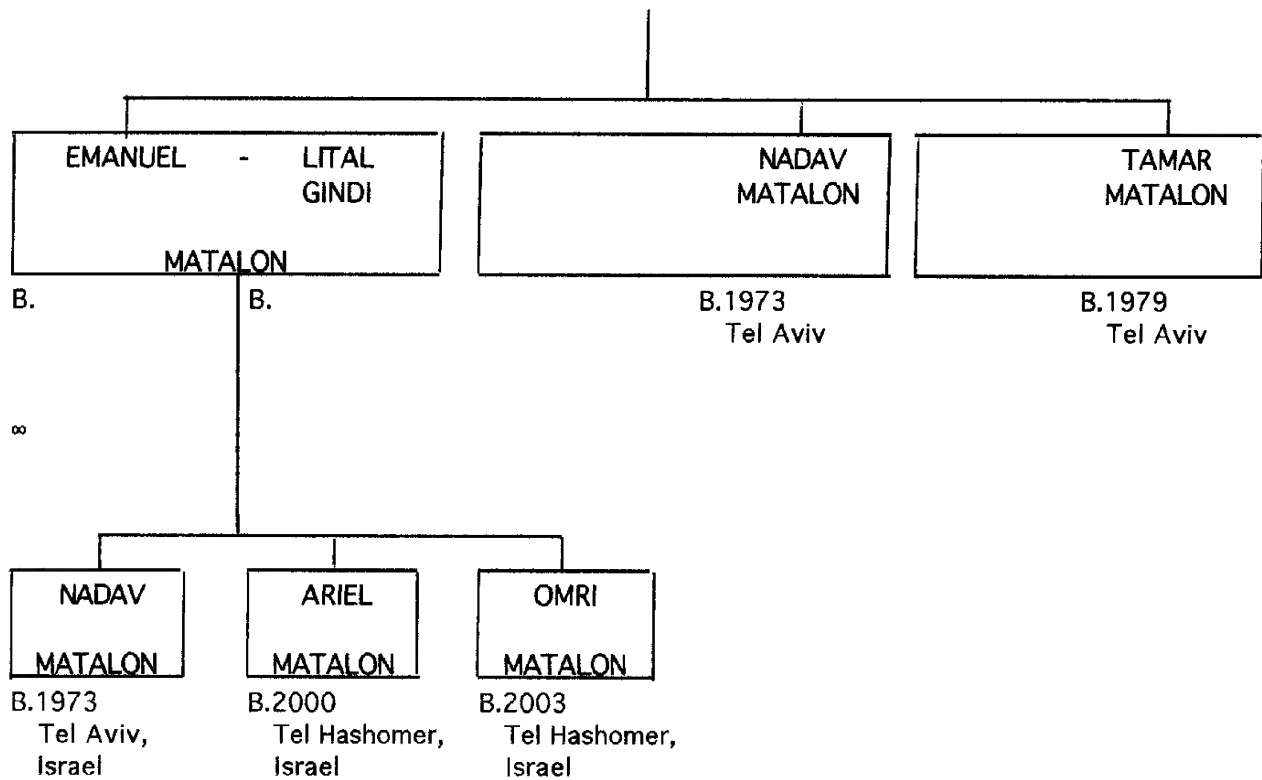 EMANUEL - LITAL
GINDI
MATALON
B. B.
∞
NADAV
MATALON
B.1973
Tel Aviv
TAMAR
MATALON
B.1979
Tel Aviv
NADAV
MATALON
B.1973
Tel Aviv,
Israel
ARIEL
MATALON
B.2000
Tel Hashomer,
Israel
OMRI
MATALON
B.2003
Tel Hashomer,
Israel